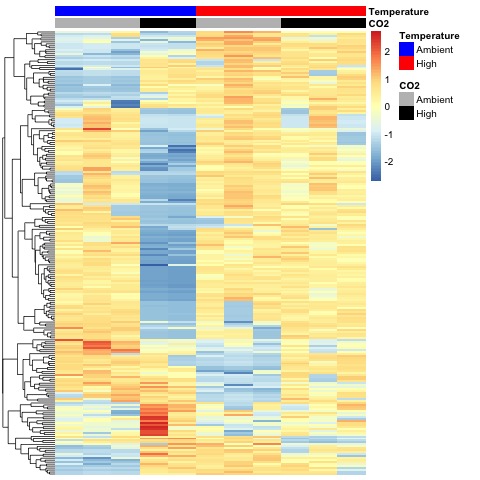 Temperature
CO2
2
1
0
-1
-2
Temperature
Ambient
High
CO2
Ambient
High